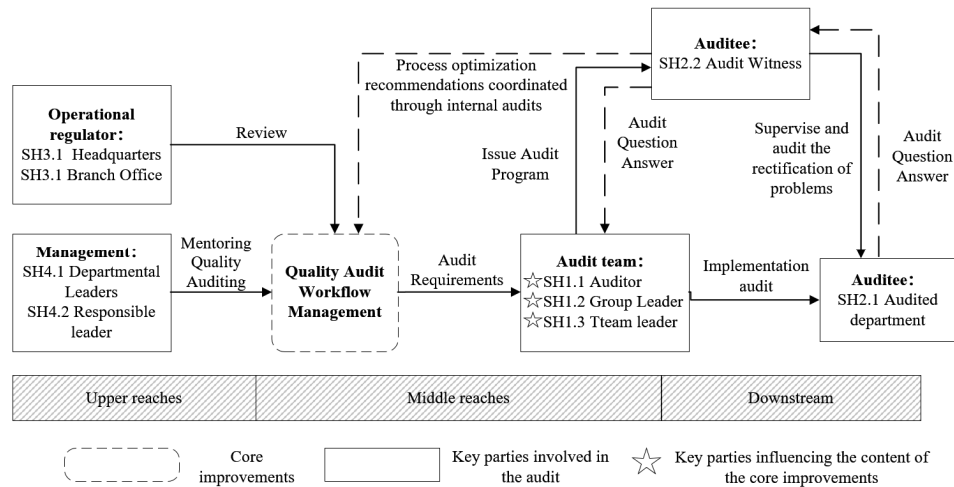 Operational
regulator：
SH3.1 Headquarters
SH3.1 Branch Office
Review
Process optimization
recommendations coordinated
through internal audits
Auditee：
SH2.2 Audit Witness
Issue Audit
Program
Audit
Question
Answer
Supervise and
audit the
rectification of
problems
Audit
Question
Answer
Management：
SH4.1 Departmental
Leaders
SH4.2 Responsible
leader
Mentoring
Quality
Auditing
Quality Audit
Workflow
Management
Audit
Requirements
Audit team：
☆SH1.1 Auditor
☆SH1.2 Group Leader
☆SH1.3 Tteam leader
Implementation
audit
Auditee：
SH2.1 Audited
department
Upper reaches
Middle reaches
Downstream
Core
improvements
Key parties involved in
the audit
Key parties influencing the content of
the core improvements